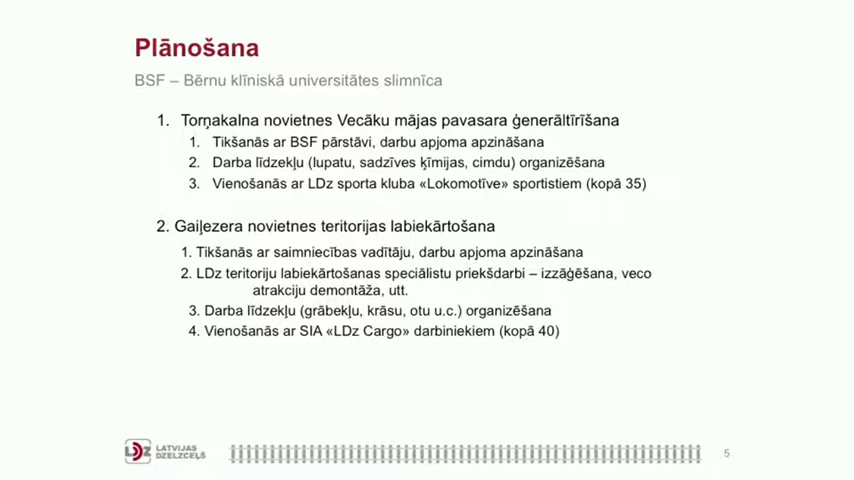 Plānošana
BSF – Bērnu klīniskā universitātes slimnīca
1. Torņakalna novietnes Vecāku mājas pavasara ģenerāltīrīšana
1. Tikšanās ar BSF pārstāvi, darbu apjoma apzināšana
2. Darba līdzekļu (lupatu, sadzīves ķīmijas, cimdu) organizēšana
3. Vienošanās ar LDz sporta kluba «Lokomotīve» sportistiem (kopā 35)
2. Gaiļezera novietnes teritorijas labiekārtošana
1. Tikšanās ar saimniecības vadītāju, darbu apjoma apzināšana
2. LDz teritoriju labiekārtošanas speciālistu priekšdarbi – izzāģēšana, veco
atrakciju demontāža, utt.
3. Darba līdzekļu (grābekļu, krāsu, otu u.c.) organizēšana
4. Vienošanās ar SIA «LDz Cargo» darbiniekiem (kopā 40)
LDZ LATVIJAS
DZELZCEĻŠ
5